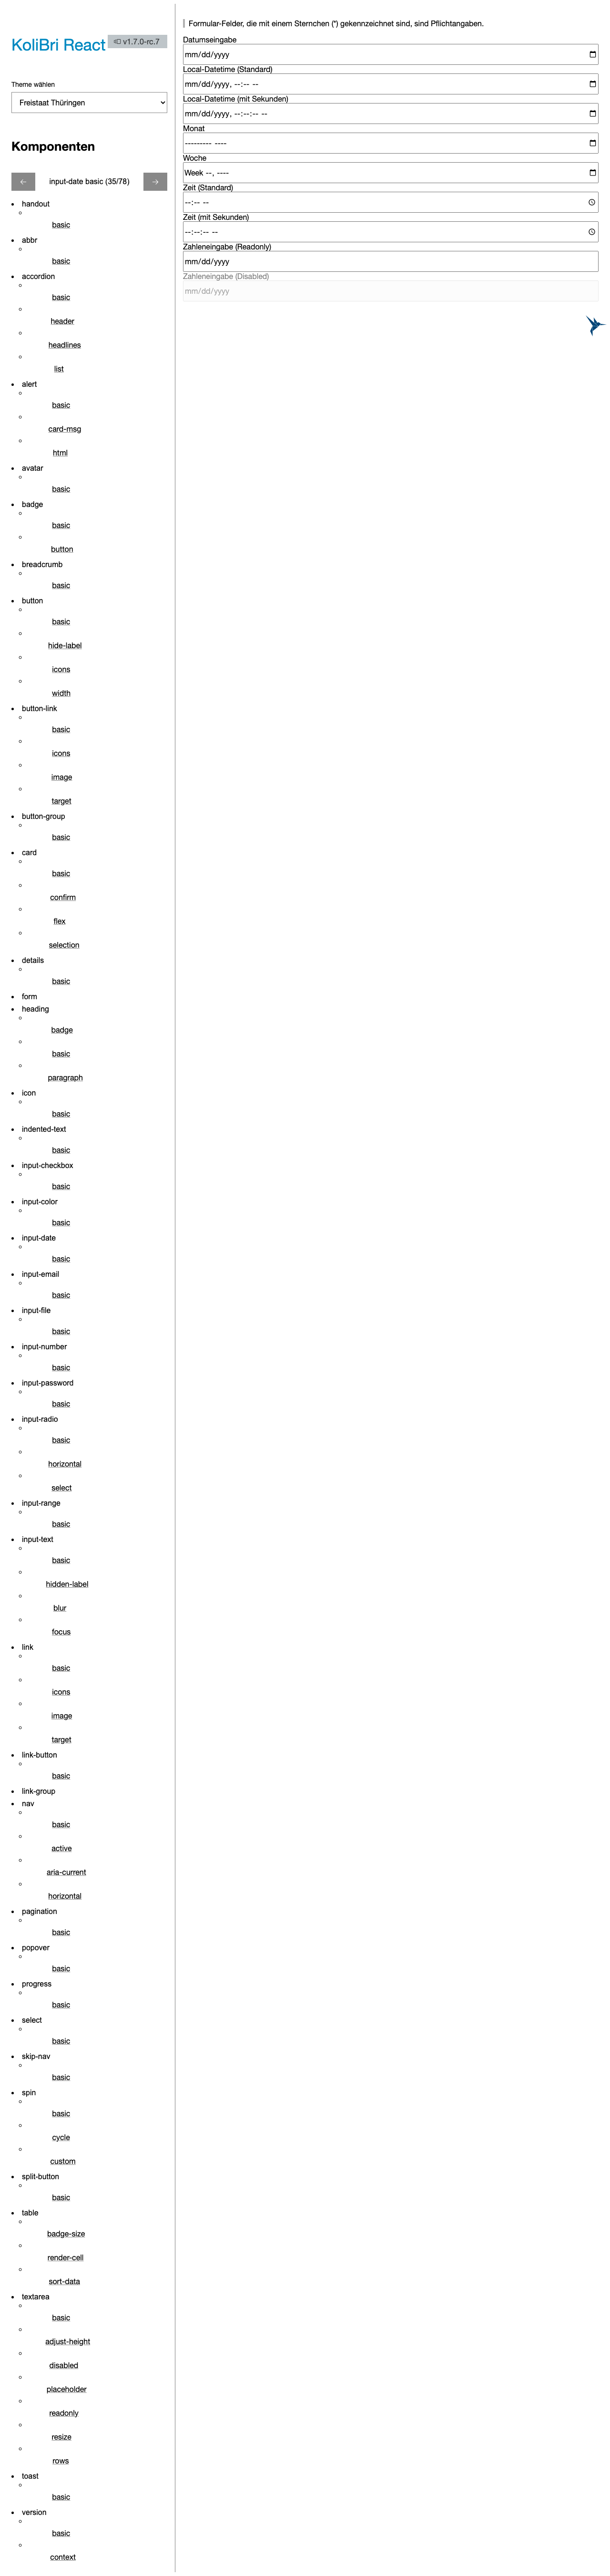 KoliBri React
v1.7.0-rc.7
Theme wählen
Freistaat Thüringen
Komponenten
←
input-date basic (35/78)
→
handout
basic
abbr
basic
accordion
basic
header
headlines
list
alert
basic
card-msg
html
avatar
basic
badge
basic
button
breadcrumb
basic
button
basic
hide-label
icons
width
button-link
basic
icons
image
target
button-group
basic
card
basic
confirm
flex
selection
details
basic
form
heading
badge
basic
paragraph
icon
basic
indented-text
basic
input-checkbox
basic
input-color
basic
input-date
basic
input-email
basic
input-file
basic
input-number
basic
input-password
basic
input-radio
basic
horizontal
select
input-range
basic
input-text
basic
hidden-label
blur
focus
link
basic
icons
image
target
link-button
basic
link-group
nav
basic
active
aria-current
horizontal
pagination
basic
popover
basic
progress
basic
select
basic
skip-nav
basic
spin
basic
cycle
custom
split-button
basic
table
badge-size
render-cell
sort-data
textarea
basic
adjust-height
disabled
placeholder
readonly
resize
rows
toast
basic
version
basic
context
Formular-Felder, die mit einem Sternchen (*) gekennzeichnet sind, sind Pflichtangaben.
Datumseingabe
mm/dd/yyyy
Local-Datetime (Standard)
mm/dd/yyyy, --:-- --
Local-Datetime (mit Sekunden)
mm/dd/yyyy, --:--:-- --
Monat
--------- ----
Woche
Week --, ----
Zeit (Standard)
--:-- --
Zeit (mit Sekunden)
--:--:-- --
Zahleneingabe (Readonly)
mm/dd/yyyy
Zahleneingabe (Disabled)
mm/dd/yyyy